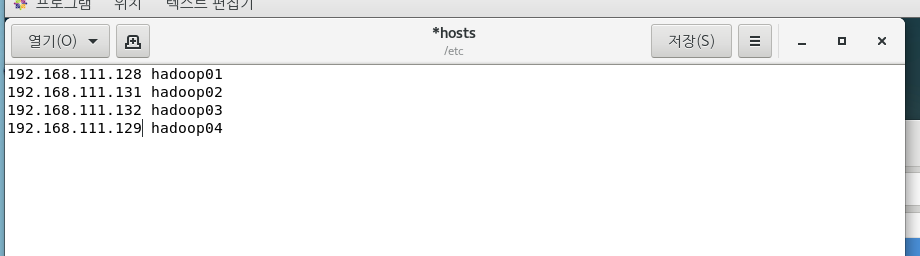 프로그램 위치 텍스트 편집기
열기(O) *hosts 저장(S)
/etc
192.168.111.128 hadoop01
192.168.111.131 hadoop02
192.168.111.132 hadoop03
192.168.111.129 hadoop04